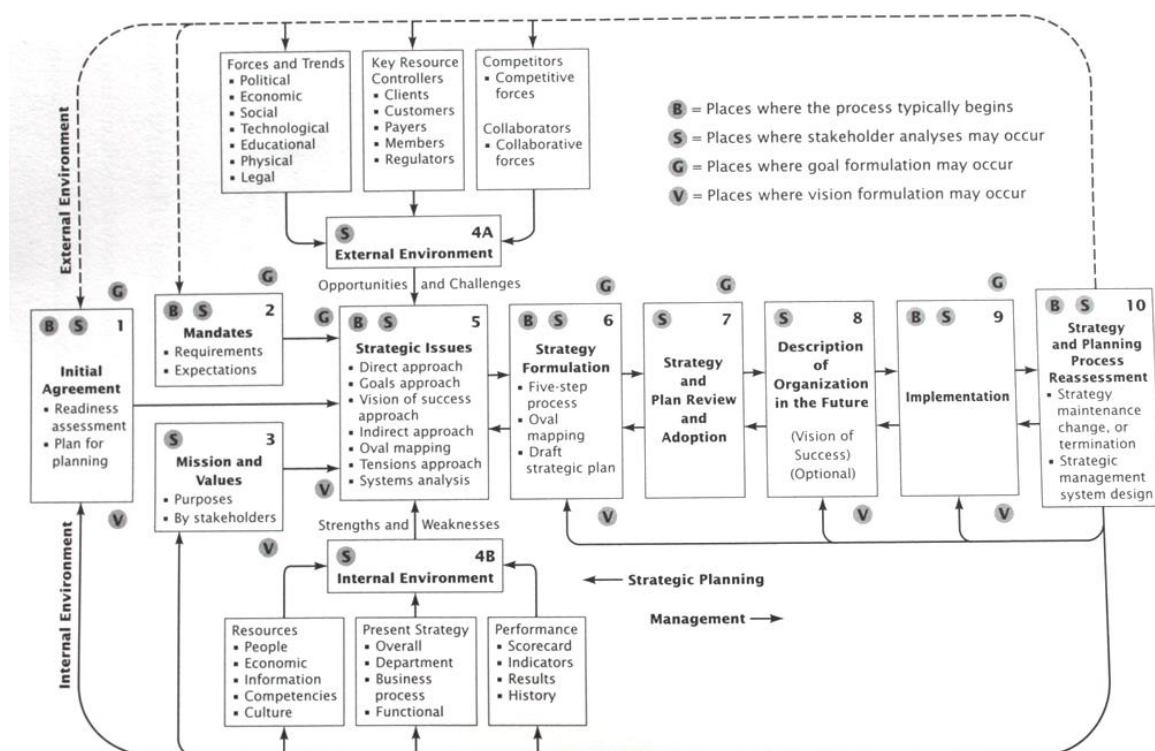 Forces and Trends
▪ Political
▪ Economic
▪ Social
▪ Technological
▪ Educational
▪ Physical
▪ Legal
Key Resource
Controllers
▪ Clients
▪ Customers
▪ Payers
▪ Members
▪ Regulators
Competitors
▪ Competitive
forces
Collaborators
▪ Collaborative
forces
B = Places where the process typically begins
S = Places where stakeholder analyses may occur
G = Places where goal formulation may occur
V = Places where vision formulation may occur
External Environment
S 4A
External Environment
Opportunities and Challenges
G
B S 1
Initial
Agreement
▪ Readiness
assessment
▪ Plan for
planning
V
G
B S 2
Mandates
▪ Requirements
▪ Expectations
S 3
Mission and
Values
▪ Purposes
▪ By stakeholders
V
G
B S 5
Strategic Issues
▪ Direct approach
▪ Goals approach
▪ Vision of success
approach
▪ Indirect approach
▪ Oval mapping
▪ Tensions approach
▪ Systems analysis
V
Strengths and Weaknesses
G
B S 6
Strategy
Formulation
▪ Five-step
process
▪ Oval
mapping
▪ Draft
strategic plan
V
G
S 7
Strategy
and
Plan Review
and
Adoption
S 8
Description
of
Organization
in the Future
(Vision of
Success)
(Optional)
V
G
B S 9
Implementation
V
B S 10
Strategy
and Planning
Process
Reassessment
▪ Strategy
maintenance
change, or
termination
▪ Strategic
management
system design
S 4B
Internal Environment
Strategic Planning
Management
Internal Environment
Resources
▪ People
▪ Economic
▪ Information
▪ Competencies
▪ Culture
Present Strategy
▪ Overall
▪ Department
▪ Business
process
▪ Functional
Performance
▪ Scorecard
▪ Indicators
▪ Results
▪ History